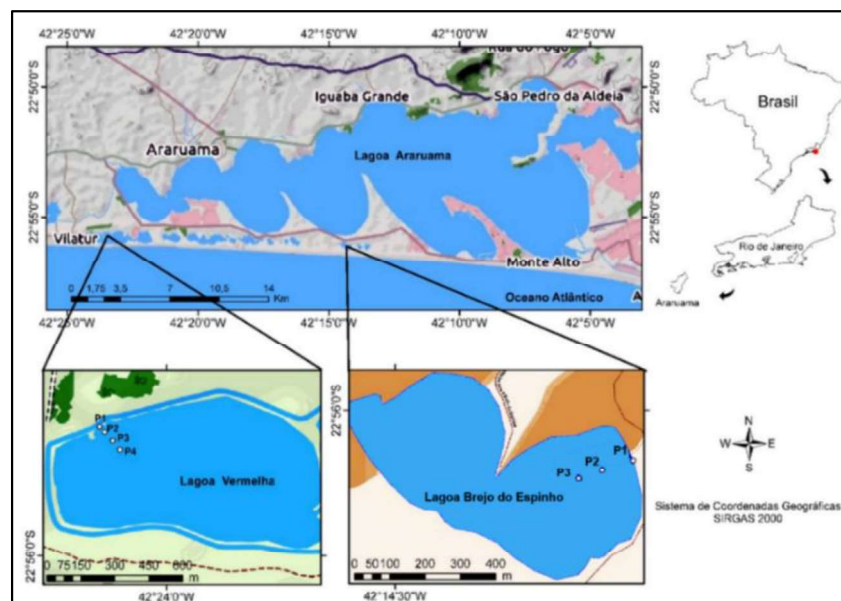 42°25'0"W 42°20'0"W 42°15'0"W 42°10'0"W 42°5'0"W
22°50'0"S
22°50'0"S
Iguaba Grande
São Pedro da Aldeia
Araruama
Lagoa Araruama
22°55'0"S
22°55'0"S
Vilatur
Monte Alto
0 1,75 3,5 7 10,5 14
Km
Oceano Atlântico
A
42°25'0"W 42°20'0"W 42°15'0"W 42°10'0"W 42°5'0"W
Brasil
Rio de Janeiro
Araruama
P1
P2
P3
P4
Lagoa Vermelha
22°56'0"S
0 75 150 300 450 600
m
42°24'0"W
22°56'0"S
P1
P2
P3
Lagoa Brejo do Espinho
0 50 100 200 300 400
m
42°14'30"W
N
W E
S
Sistema de Coordenadas Geográficas
SIRGAS 2000